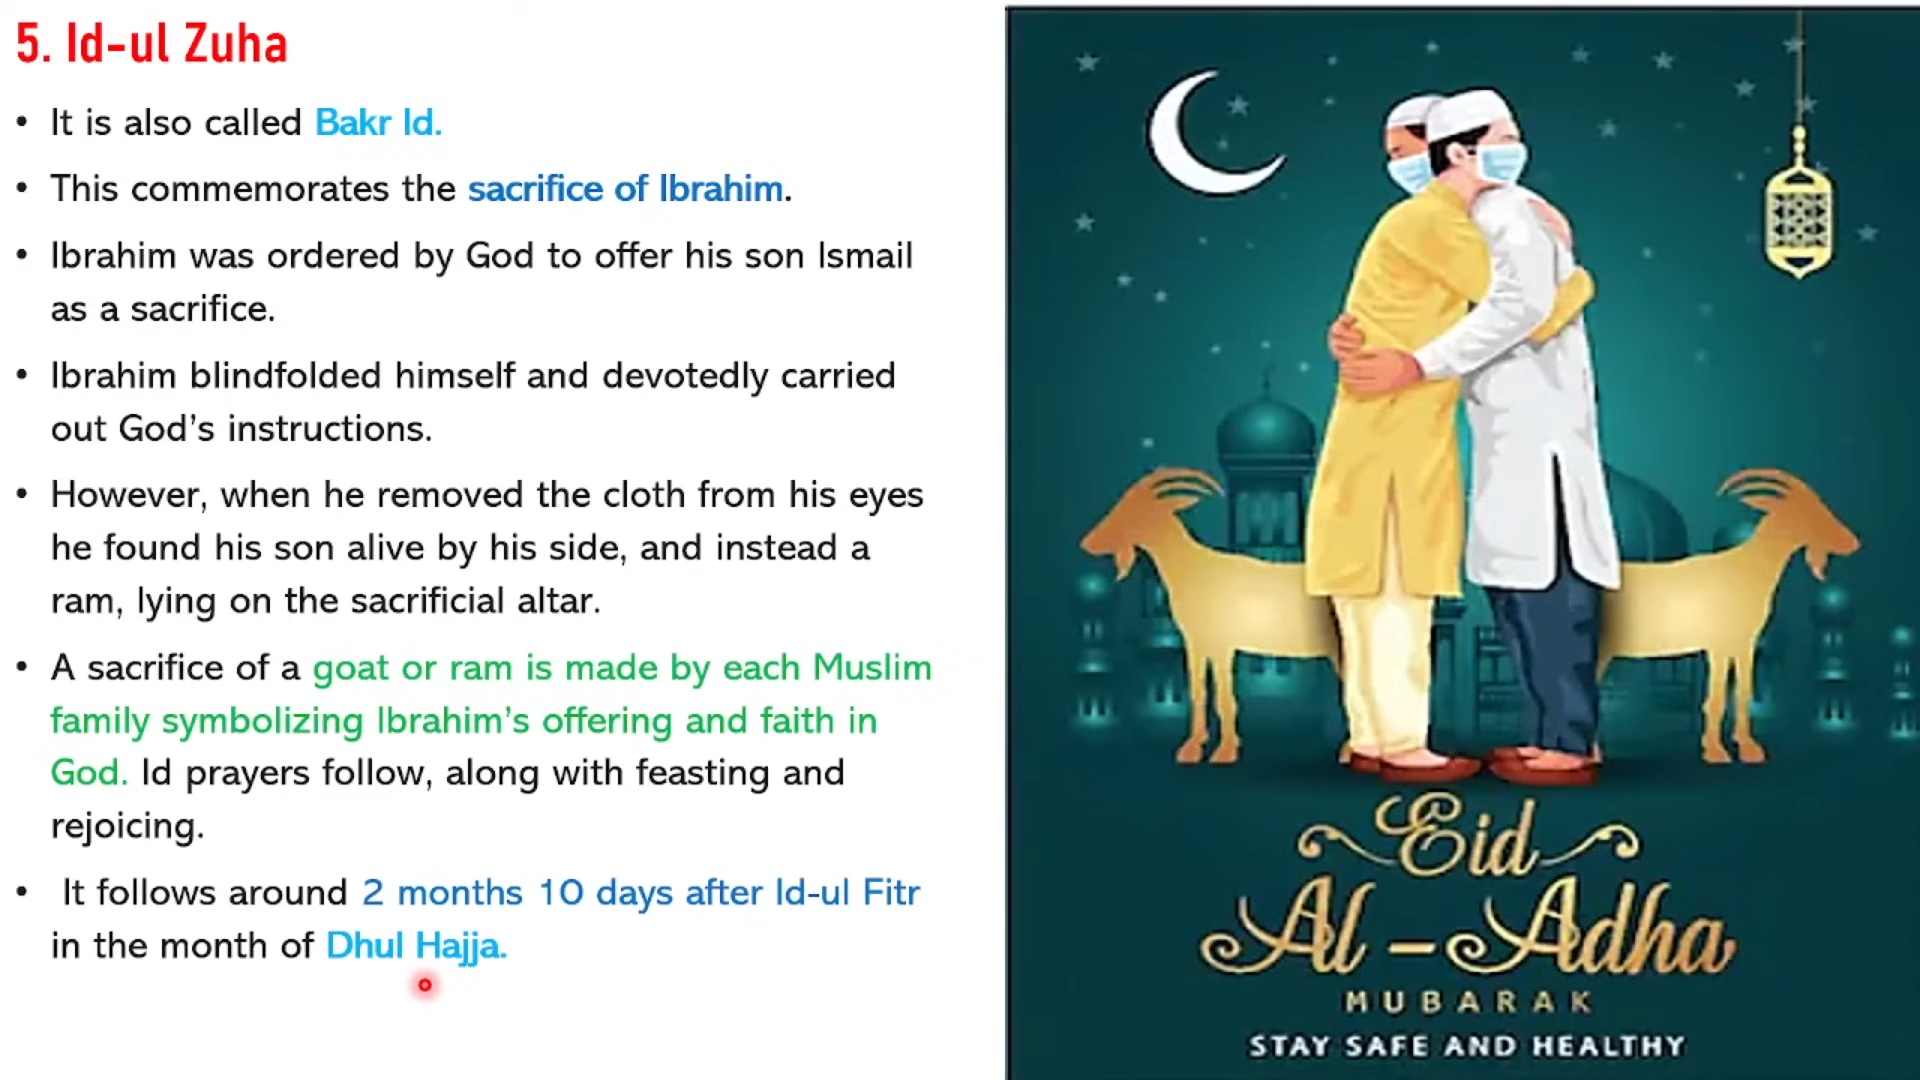 5. Id-ul Zuha
• It is also called Bakr Id.
• This commemorates the sacrifice of Ibrahim.
• Ibrahim was ordered by God to offer his son Ismail
as a sacrifice.
• Ibrahim blindfolded himself and devotedly carried
out God’s instructions.
• However, when he removed the cloth from his eyes
he found his son alive by his side, and instead a
ram, lying on the sacrificial altar.
• A sacrifice of a goat or ram is made by each Muslim
family symbolizing Ibrahim’s offering and faith in
God. Id prayers follow, along with feasting and
rejoicing.
• It follows around 2 months 10 days after Id-ul Fitr
in the month of Dhul Hajja.
Eid
Al-Adha
MUBARAK
STAY SAFE AND HEALTHY